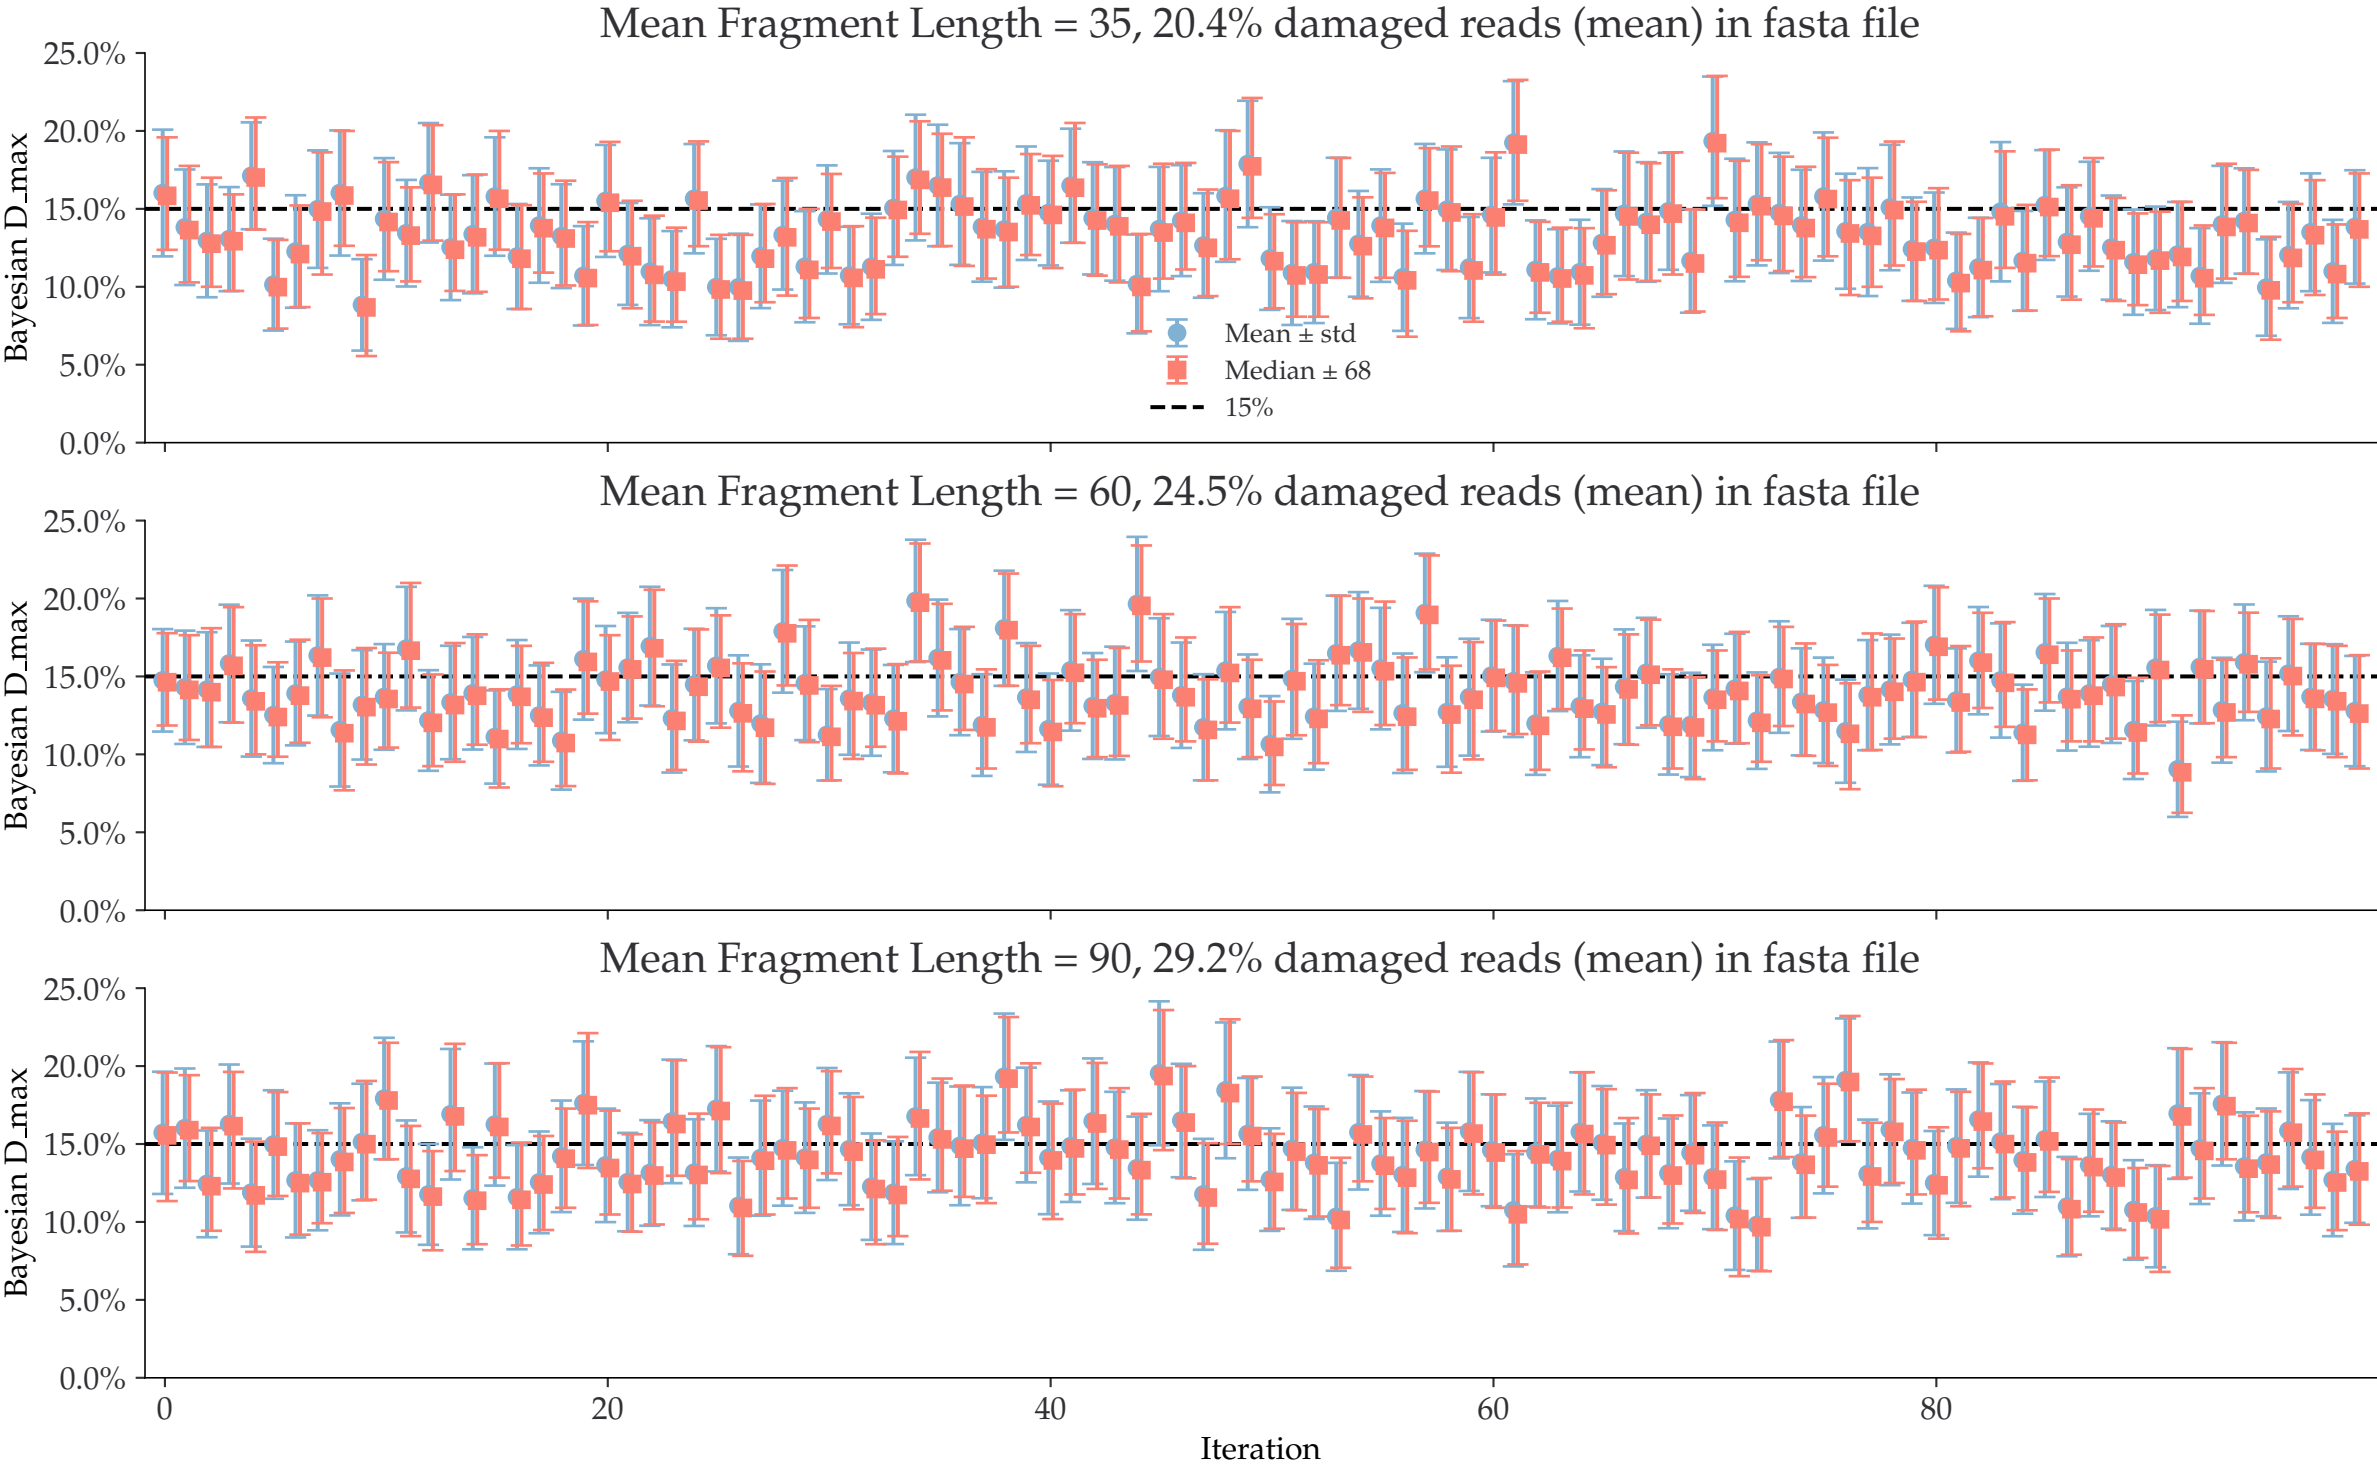 Mean Fragment Length = 35, 20.4% damaged reads (mean) in fasta file
25.0%
20.0%
15.0%
10.0%
5.0%
0.0%
Bayesian D_max
Mean ± std
Median ± 68
15%
Mean Fragment Length = 60, 24.5% damaged reads (mean) in fasta file
25.0%
20.0%
15.0%
10.0%
5.0%
0.0%
Bayesian D_max
Mean Fragment Length = 90, 29.2% damaged reads (mean) in fasta file
25.0%
20.0%
15.0%
10.0%
5.0%
0.0%
Bayesian D_max
0 20 40 60 80
Iteration